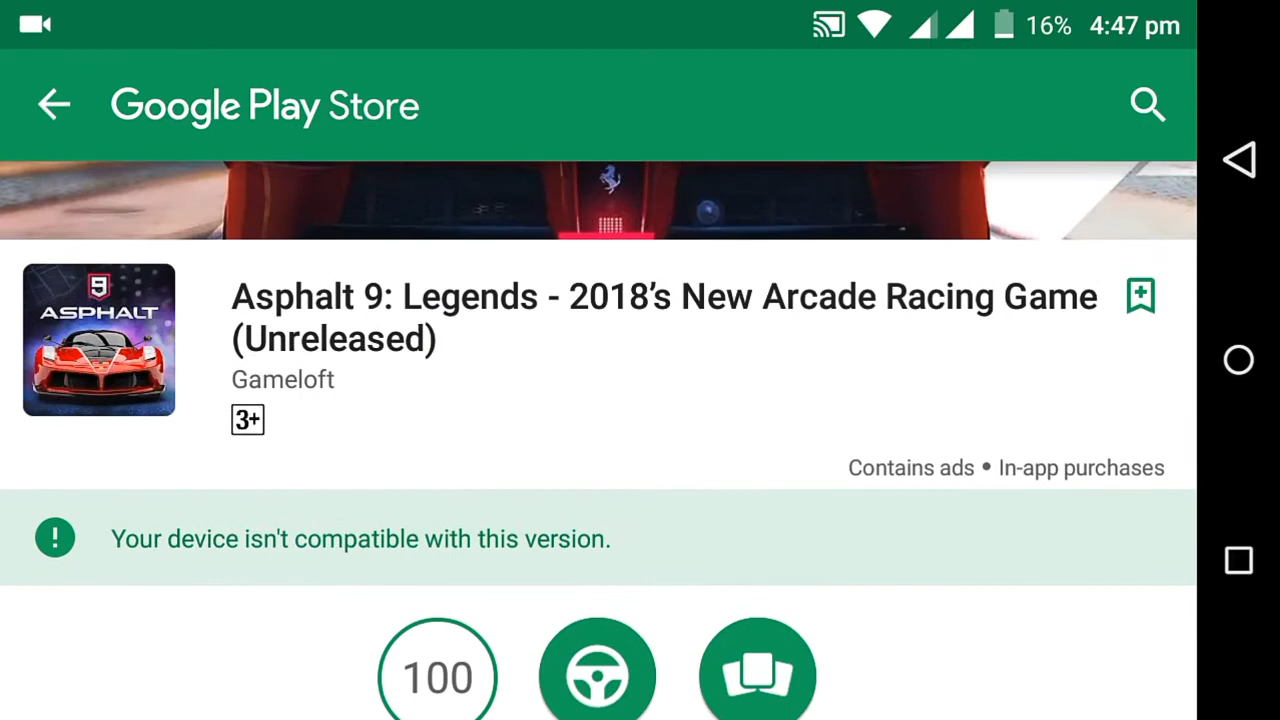 16% 4:47 pm
Google Play Store
Asphalt 9: Legends - 2018’s New Arcade Racing Game
(Unreleased)
Gameloft
3+
Contains ads • In-app purchases
Your device isn't compatible with this version.
100
9
ASPHALT